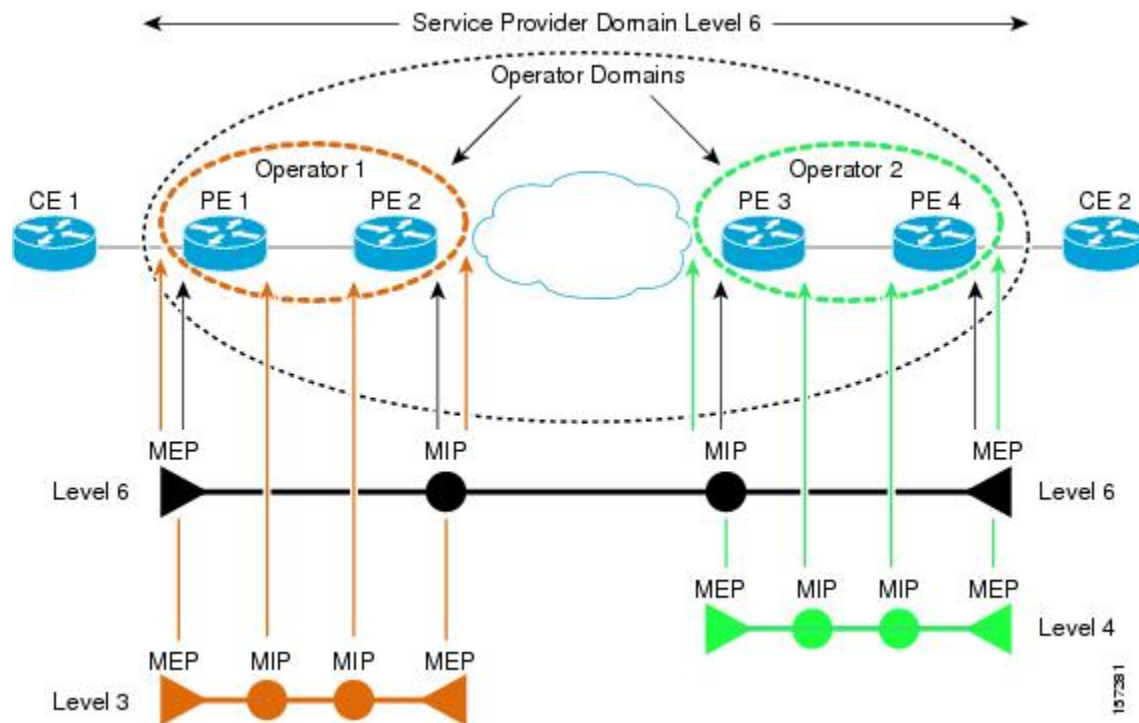 Service Provider Domain Level 6
Operator Domains
Operator 1
Operator 2
CE 1
PE 1
PE 2
PE 3
PE 4
CE 2
MEP
MIP
MIP
MEP
Level 6
Level 6
MEP
MIP
MIP
MEP
Level 4
MEP
MIP
MIP
MEP
Level 3
157281